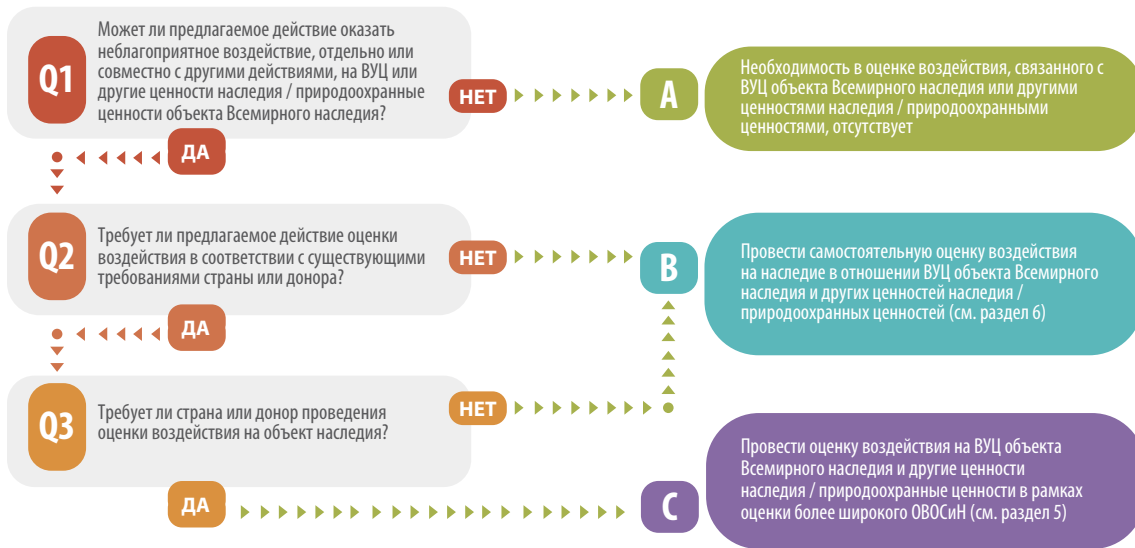 Q1
Может ли предлагаемое действие оказать
неблагоприятное воздействие, отдельно или
совместно с другими действиями, на ВУЦ или
другие ценности наследия / природоохранные
ценности объекта Всемирного наследия?
НЕТ
A
Необходимость в оценке воздействия, связанного с
ВУЦ объекта Всемирного наследия или другими
ценностями наследия / природоохранными
ценностями, отсутствует
ДА
Q2
Требует ли предлагаемое действие оценки
воздействия в соответствии с существующими
требованиями страны или донора?
НЕТ
B
Провести самостоятельную оценку воздействия
на наследие в отношении ВУЦ объекта Всемирного
наследия и других ценностей наследия /
природоохранных ценностей (см. раздел 6)
ДА
Q3
Требует ли страна или донор проведения
оценки воздействия на объект наследия?
НЕТ
ДА
C
Провести оценку воздействия на ВУЦ объекта
Всемирного наследия и другие ценности
наследия / природоохранные ценности в рамках
оценки более широкого ОВОСиН (см. раздел 5)